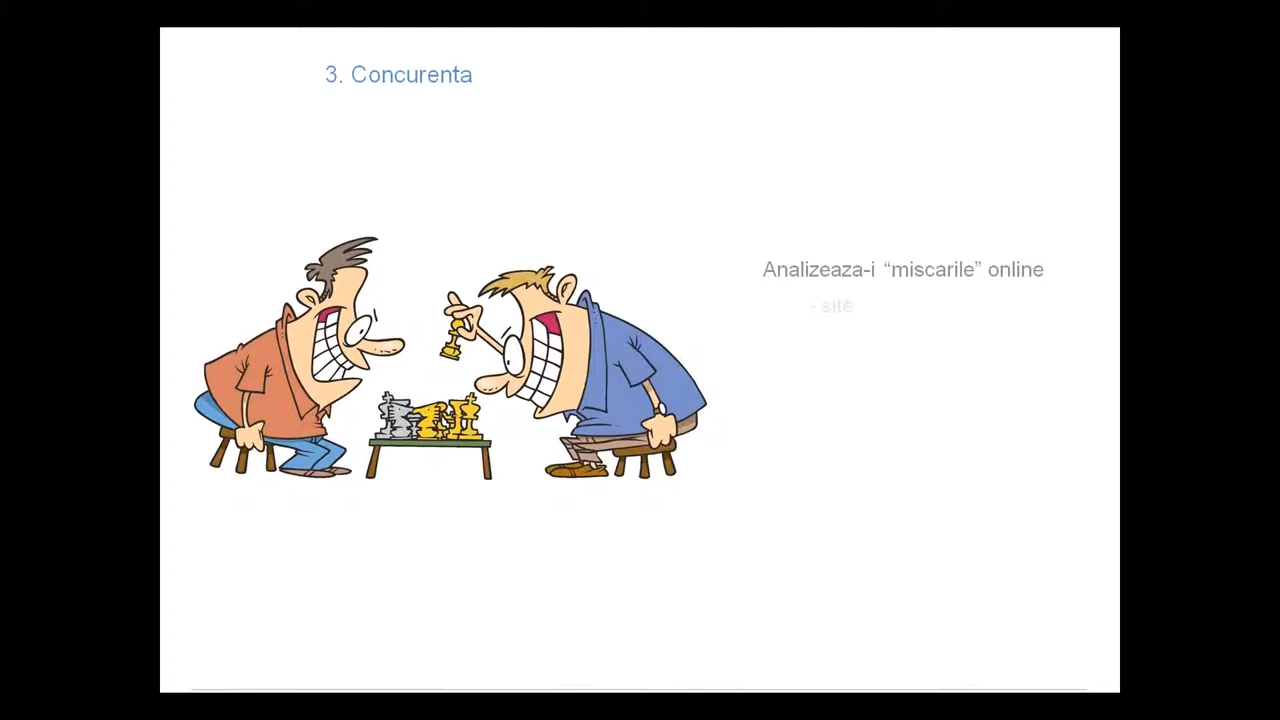 3. Concurenta
Analizeaza-i “miscarile” online
- site